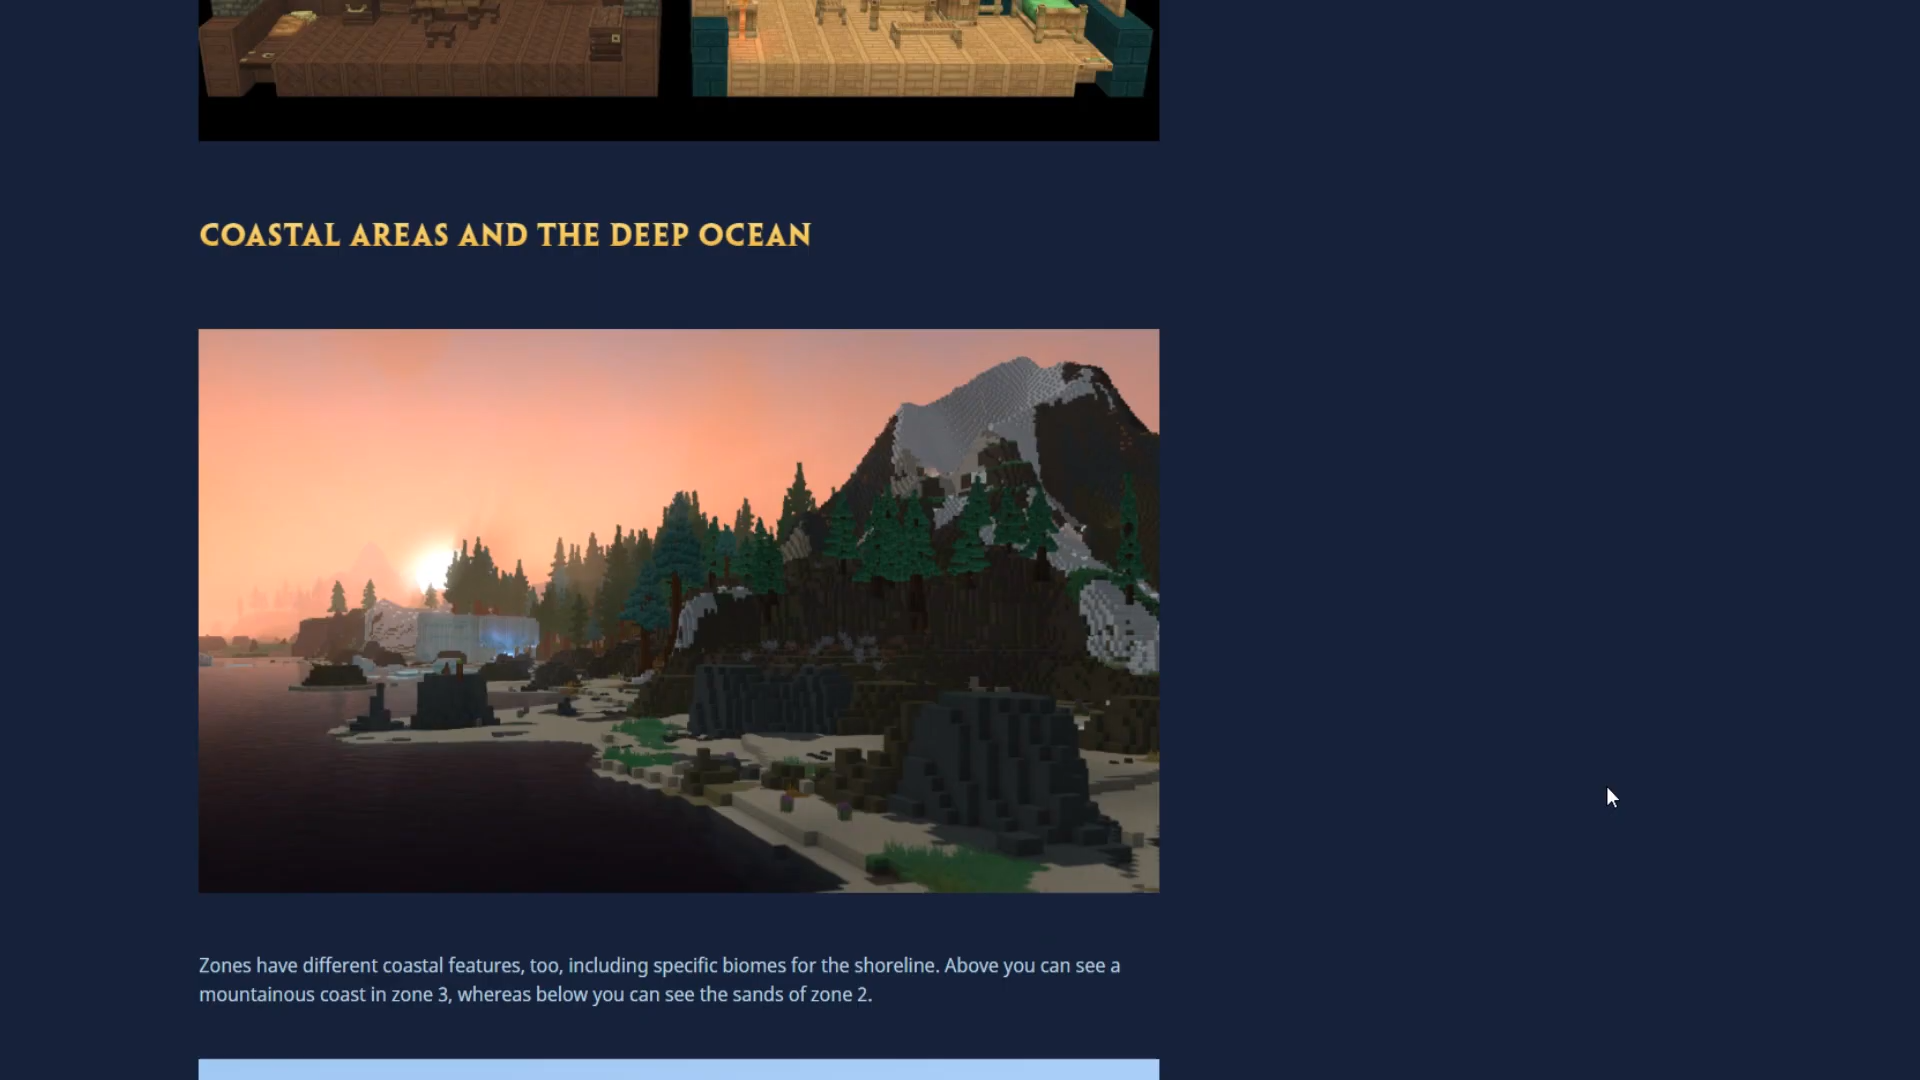 COASTAL AREAS AND THE DEEP OCEAN
Zones have different coastal features, too, including specific biomes for the shoreline. Above you can see a
mountainous coast in zone 3, whereas below you can see the sands of zone 2.